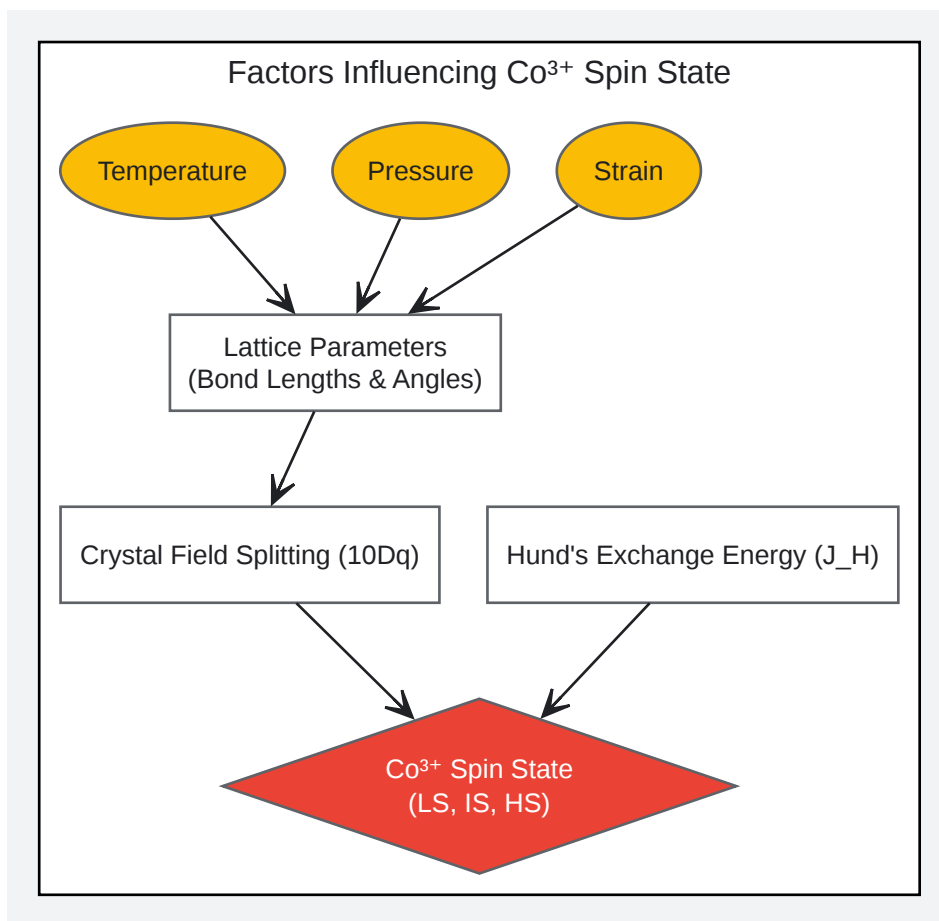 Factors Influencing Co³⁺ Spin State
Temperature
Pressure
Strain
Lattice Parameters
(Bond Lengths & Angles)
Crystal Field Splitting (10Dq)
Hund's Exchange Energy (J_H)
Co³⁺ Spin State
(LS, IS, HS)